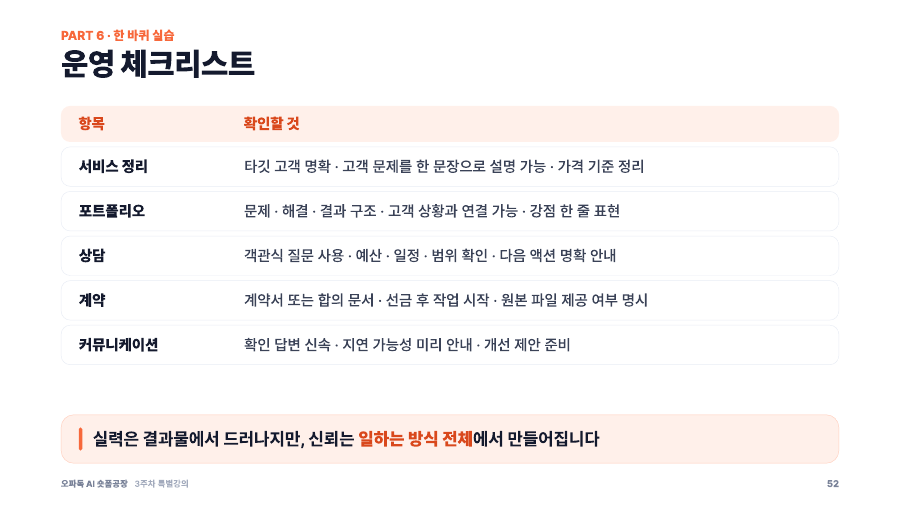 PART 6 · 한 바퀴 실습
운영 체크리스트
항목 확인할 것
서비스 정리 타깃 고객 명확 · 고객 문제를 한 문장으로 설명 가능 · 가격 기준 정리
포트폴리오 문제 · 해결 · 결과 구조 · 고객 상황과 연결 가능 · 강점 한 줄 표현
상담 객관식 질문 사용 · 예산 · 일정 · 범위 확인 · 다음 액션 명확 안내
계약 계약서 또는 합의 문서 · 선금 후 작업 시작 · 원본 파일 제공 여부 명시
커뮤니케이션 확인 답변 신속 · 지연 가능성 미리 안내 · 개선 제안 준비
실력은 결과물에서 드러나지만, 신뢰는 일하는 방식 전체에서 만들어집니다
오파독 AI 숏폼공장 3주차 특별강의 52